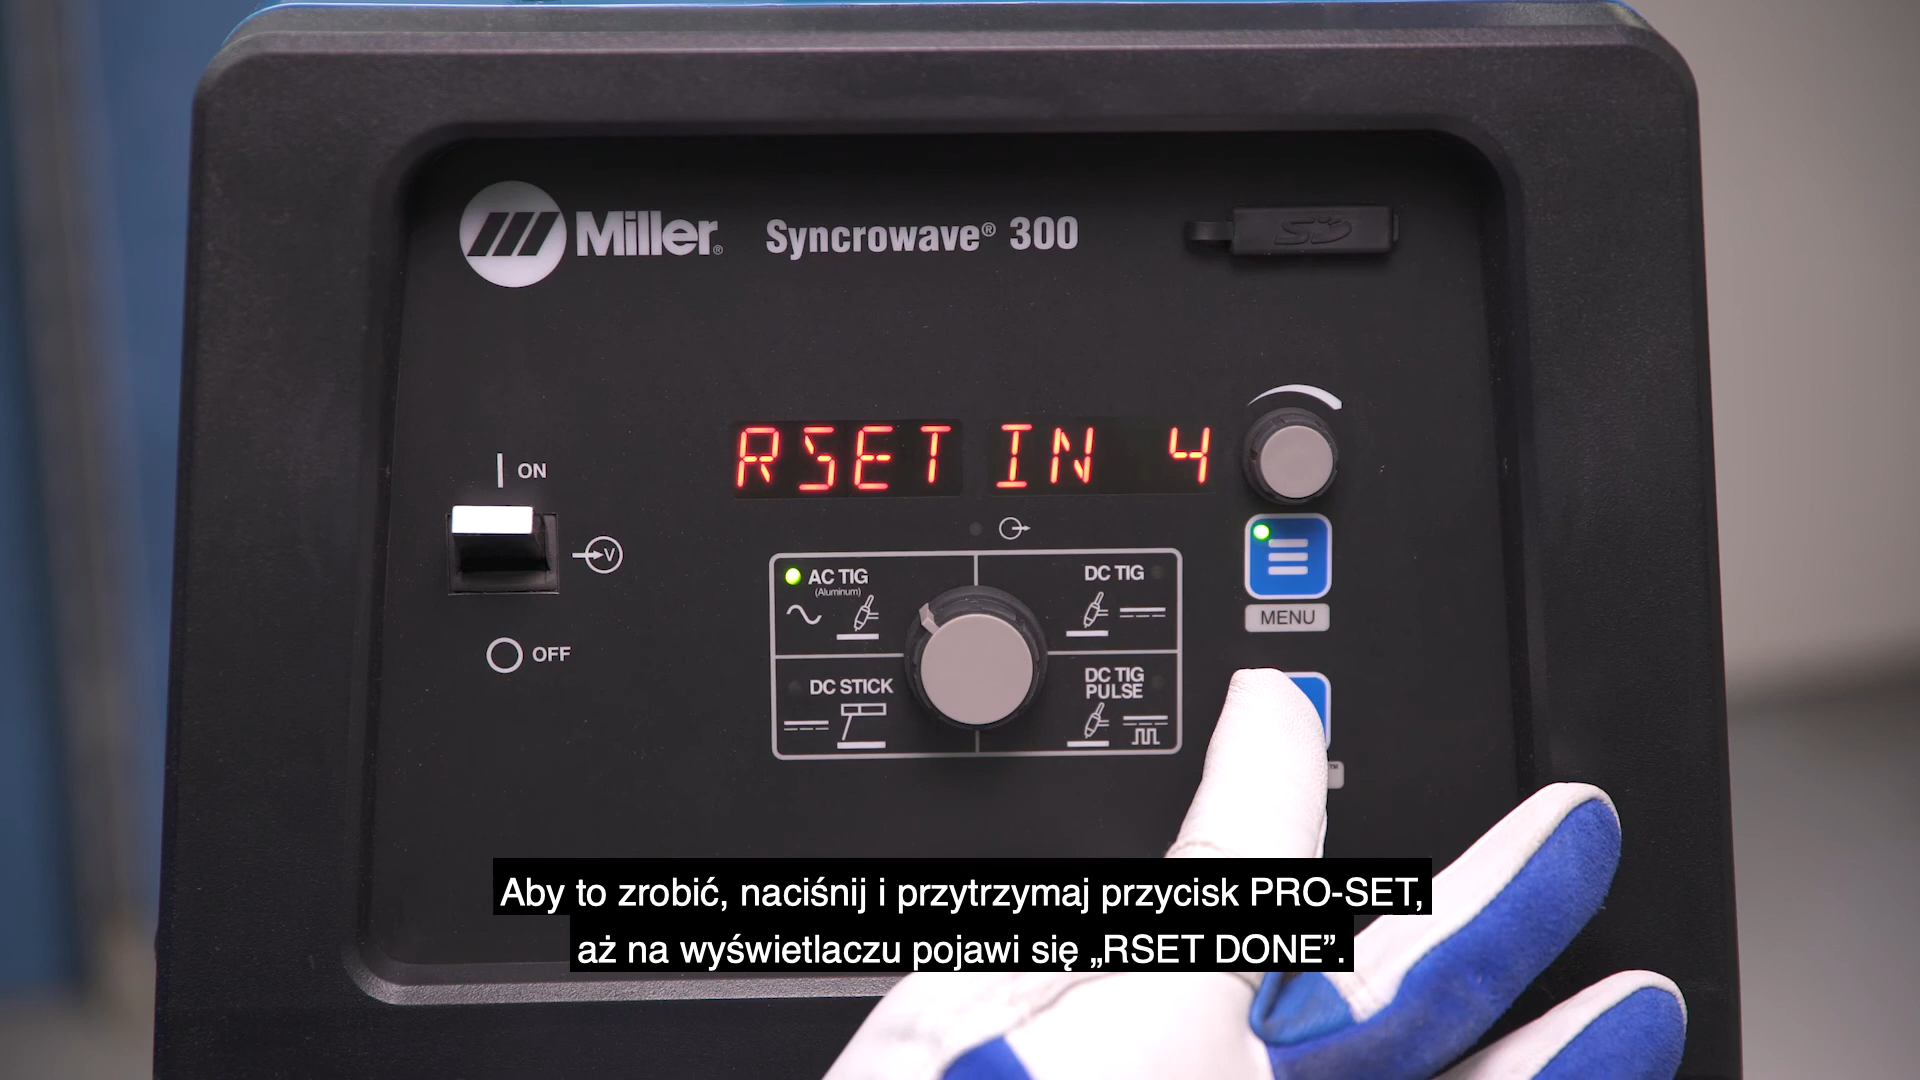 Miller®
Syncrowave® 300
RSET IN 4
ON
V
OFF
AC TIG
(Aluminum)
DC TIG
DC STICK
DC TIG
PULSE
MENU
™
Aby to zrobić, naciśnij i przytrzymaj przycisk PRO-SET,
aż na wyświetlaczu pojawi się „RSET DONE”.